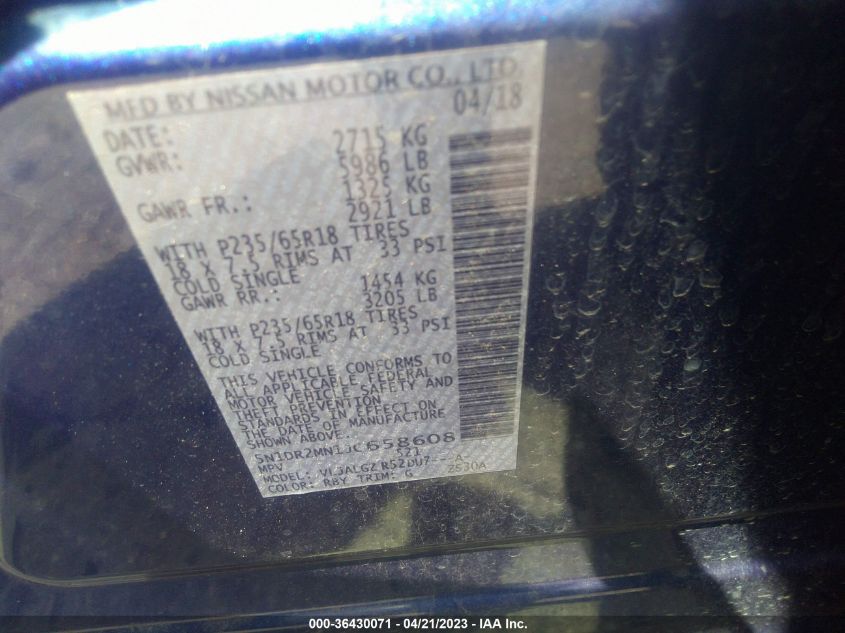 MFD BY NISSAN MOTOR CO., LTD.
DATE: 04/18
GVWR: 2715 KG
5986 LB
GAWR FR.: 1325 KG
2921 LB
WITH P235/65R18 TIRES
18 X 7.5 RIMS AT 33 PSI
COLD SINGLE
GAWR RR.: 1454 KG
3205 LB
WITH P235/65R18 TIRES
18 X 7.5 RIMS AT 33 PSI
COLD SINGLE
THIS VEHICLE CONFORMS TO
ALL APPLICABLE FEDERAL
MOTOR VEHICLE SAFETY AND
THEFT PREVENTION
STANDARDS IN EFFECT ON
THE DATE OF MANUFACTURE
SHOWN ABOVE.
5N1DR2MN1JC658608
MPV S21
MODEL:
COLOR: RBY TRIM: G 2530A
000-36430071 / 04/21/2023 - IAA Inc.